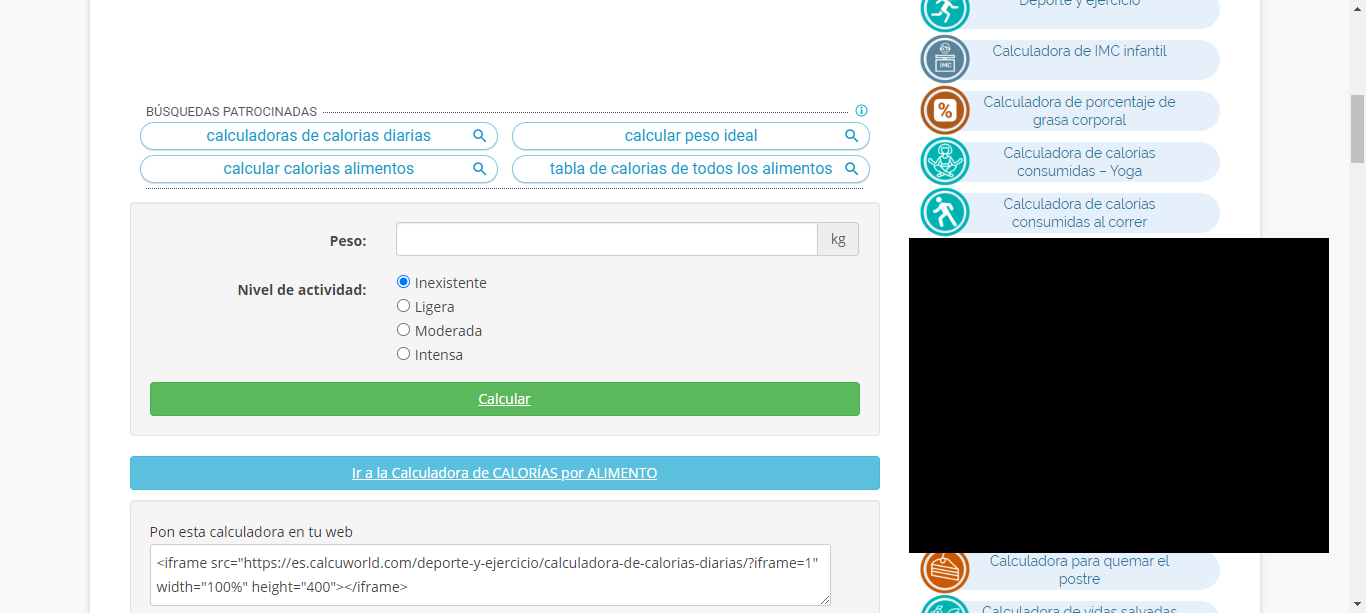 BÚSQUEDAS PATROCINADAS
calculadoras de calorias diarias
calcular peso ideal
calcular calorias alimentos
tabla de calorias de todos los alimentos
Peso:
kg
Nivel de actividad:
Inexistente
Ligera
Moderada
Intensa
Calcular
Ir a la Calculadora de CALORÍAS por ALIMENTO
Pon esta calculadora en tu web
<iframe src="https://es.calcuworld.com/deporte-y-ejercicio/calculadora-de-calorias-diarias/?iframe=1"
width="100%" height="400"></iframe>
Deporte y ejercicio
IMC
Calculadora de IMC infantil
%
Calculadora de porcentaje de
grasa corporal
Calculadora de calorías
consumidas – Yoga
Calculadora de calorías
consumidas al correr
Calculadora para quemar el
postre
Calculadora de vidas salvadas